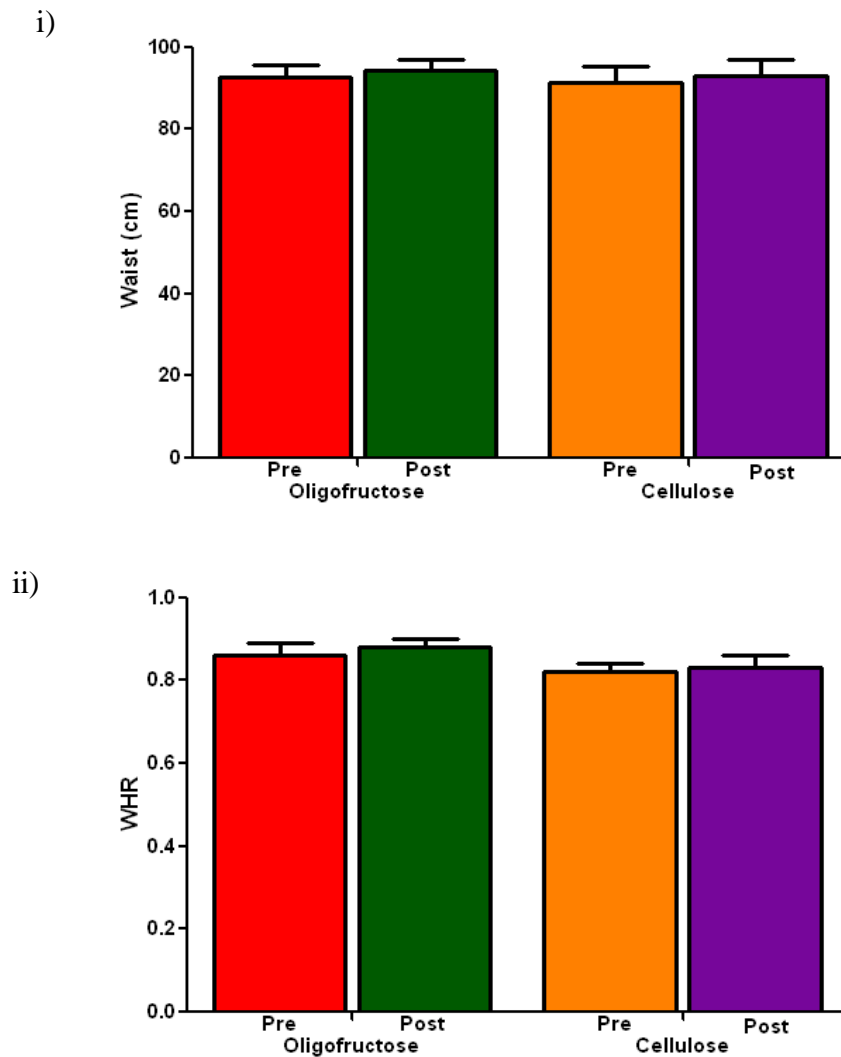 i)
100
80
60
40
20
0
Waist (cm)
Pre Post Pre Post
Oligofructose Cellulose
ii)
1.0
0.8
0.6
0.4
0.2
0.0
WHR
Pre Post Pre Post
Oligofructose Cellulose